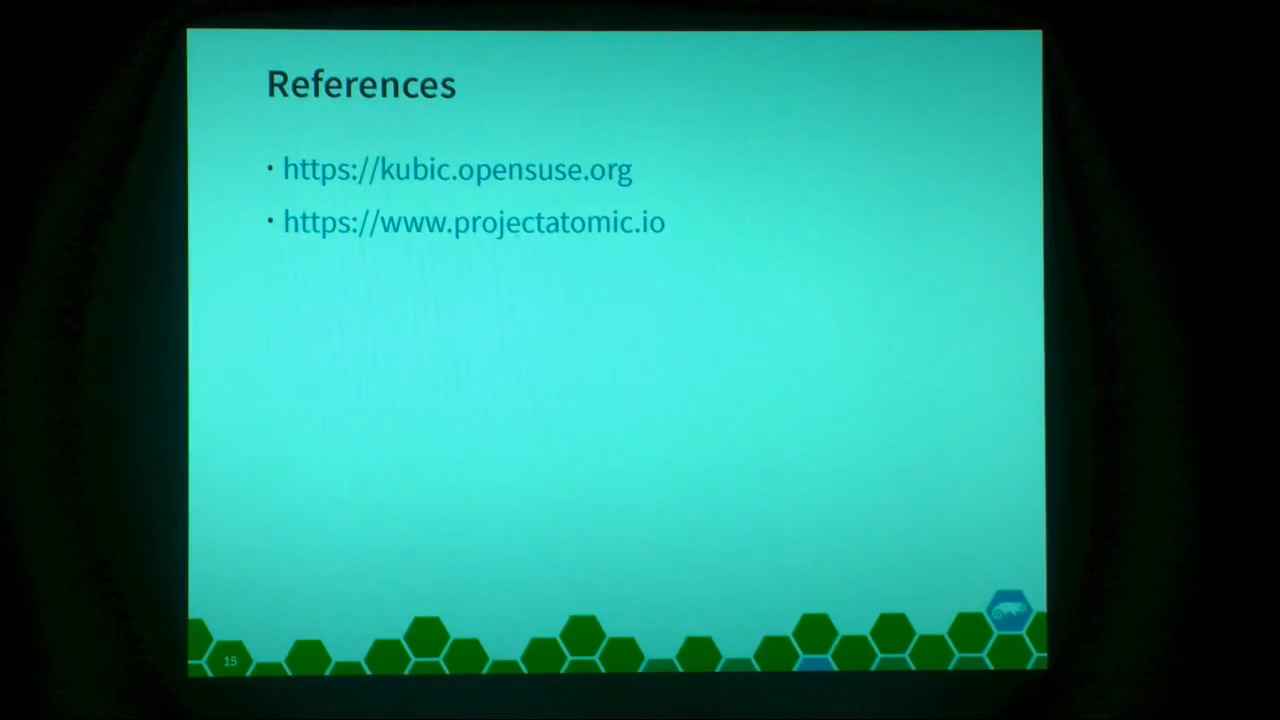 References
· https://kubic.opensuse.org
· https://www.projectatomic.io
15